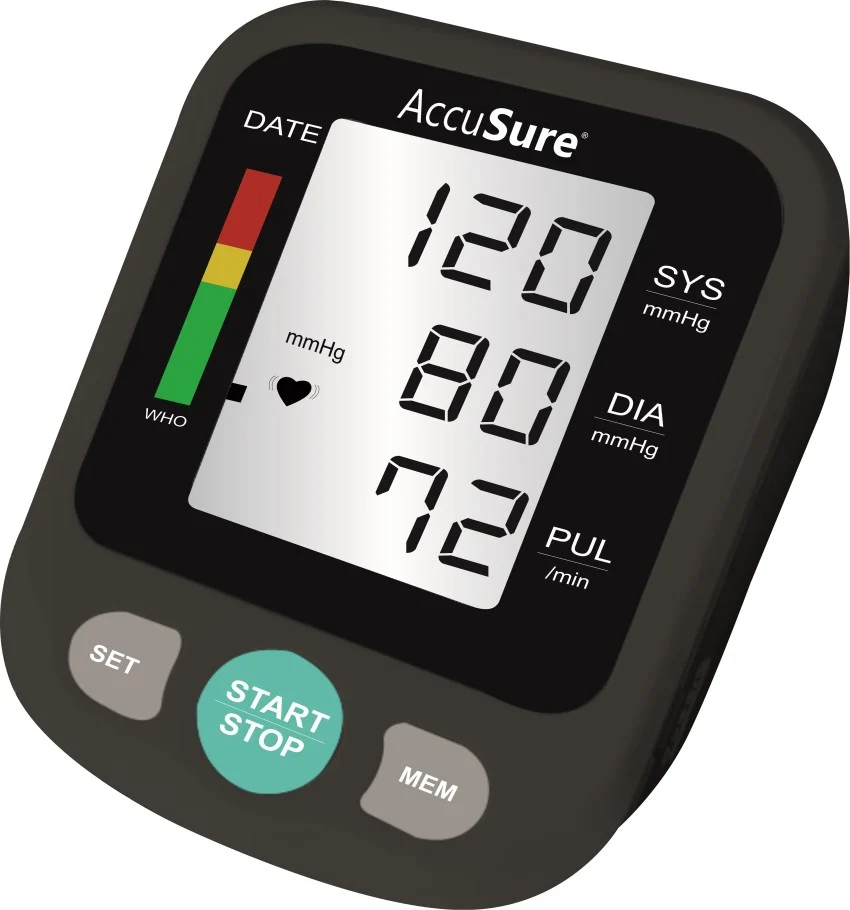 AccuSure®
DATE
120
SYS
mmHg
mmHg
80
DIA
mmHg
WHO
72
PUL
/min
SET
START
STOP
MEM